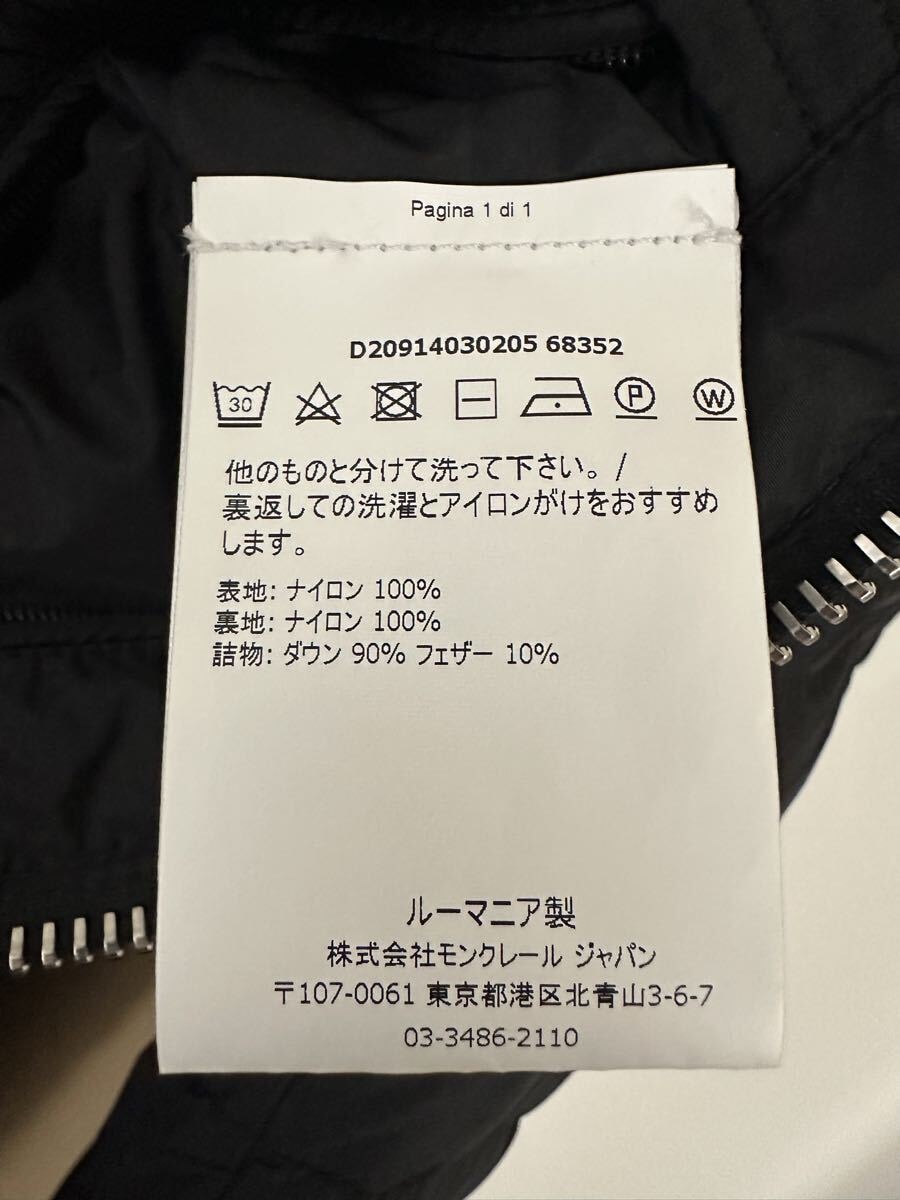 Pagina 1 di 1
D20914030205 68352
30 P W
他のものと分けて洗って下さい。/
裏返しての洗濯とアイロンがけをおすすめ
します。
表地: ナイロン 100%
裏地: ナイロン 100%
詰物: ダウン 90% フェザー 10%
ルーマニア製
株式会社モンクレール ジャパン
〒107-0061 東京都港区北青山3-6-7
03-3486-2110